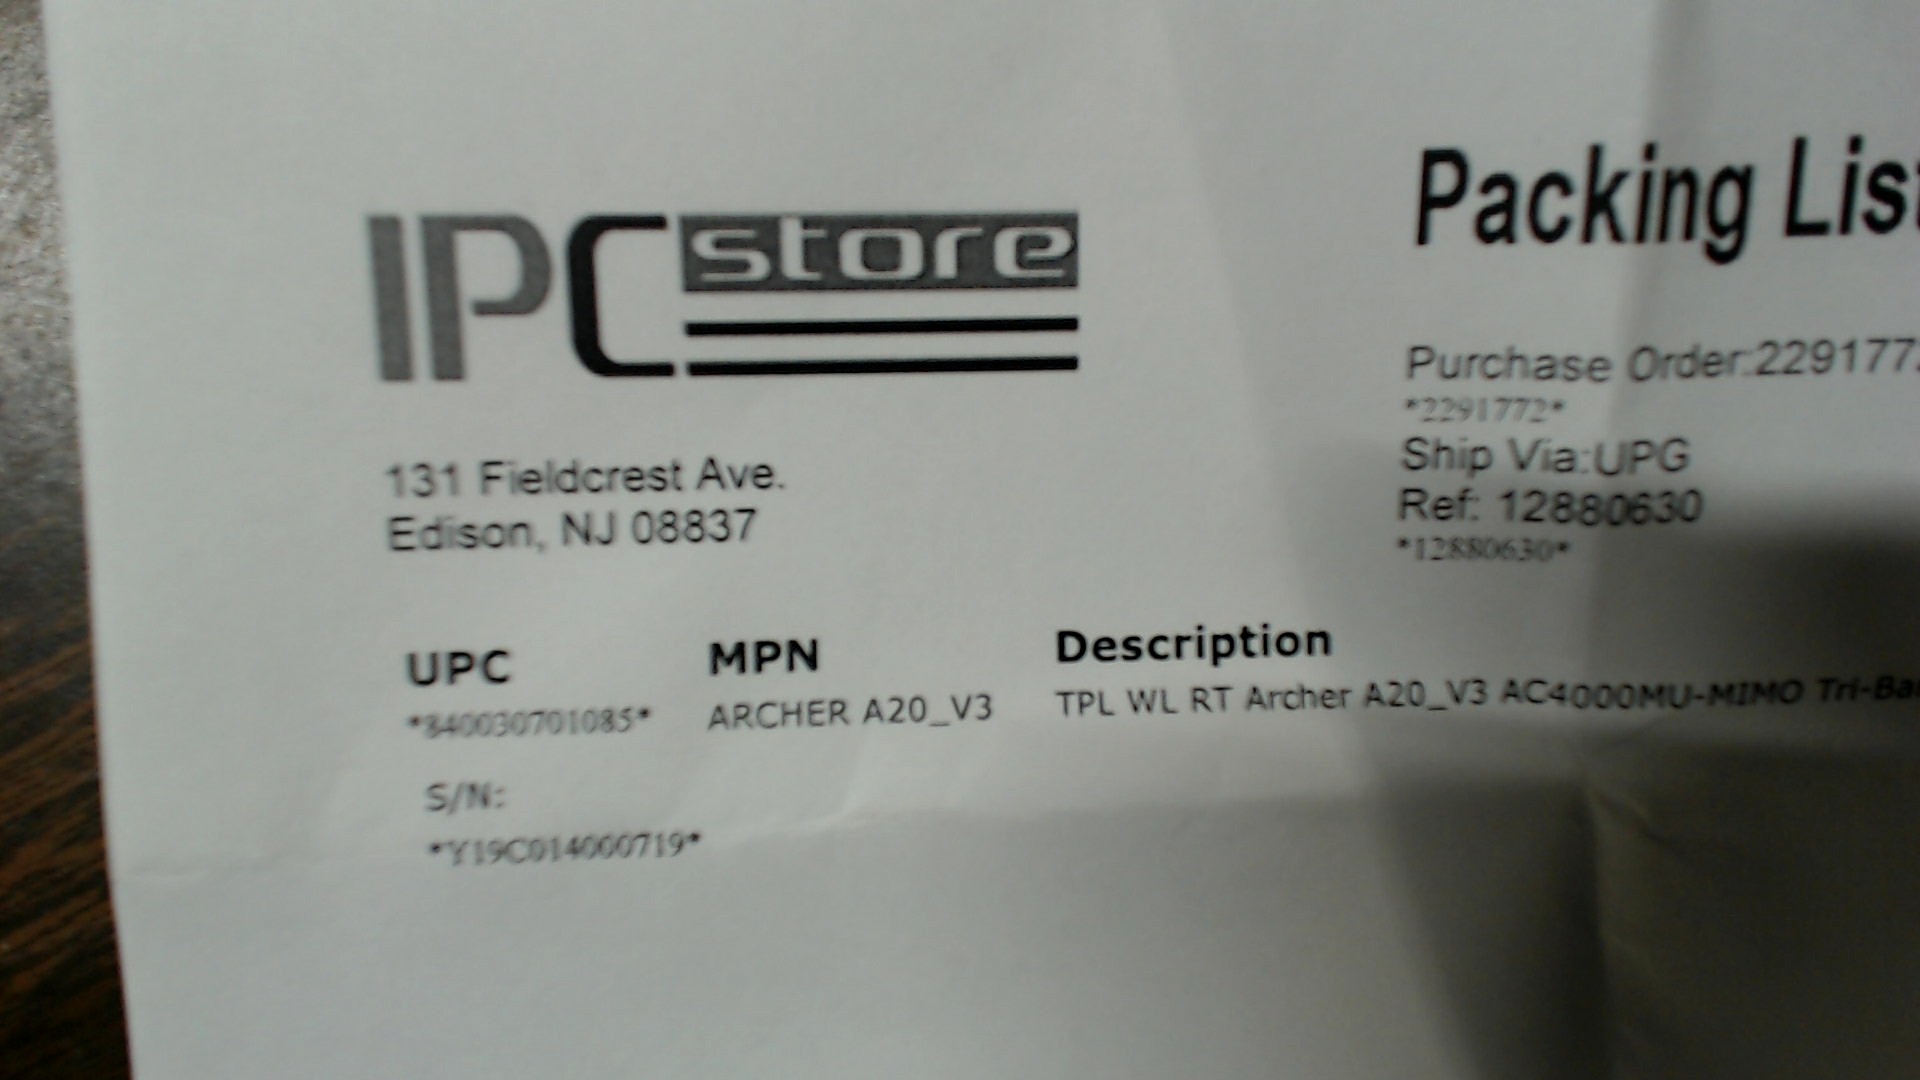 IPC store
Packing List
131 Fieldcrest Ave.
Edison, NJ 08837
Purchase Order:2291772
*2291772*
Ship Via:UPG
Ref: 12880630
*12880630*
UPC MPN Description
*840030701085* ARCHER A20_V3 TPL WL RT Archer A20_V3 AC4000MU-MIMO
S/N:
*Y19C014000719*